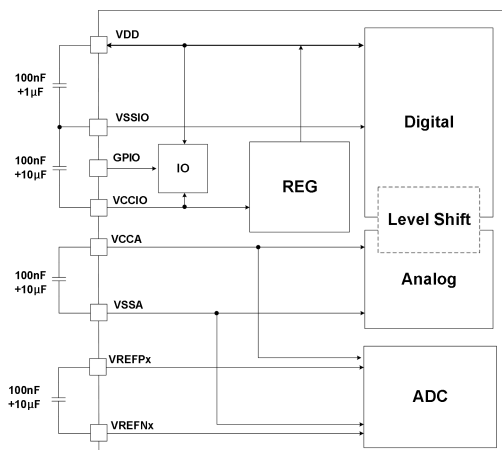 VDD
100nF
+1µF
VSSIO
Digital
100nF
+10µF
GPIO
IO
REG
VCCIO
Level Shift
VCCA
100nF
+10µF
Analog
VSSA
VREFPx
100nF
+10µF
ADC
VREFNx